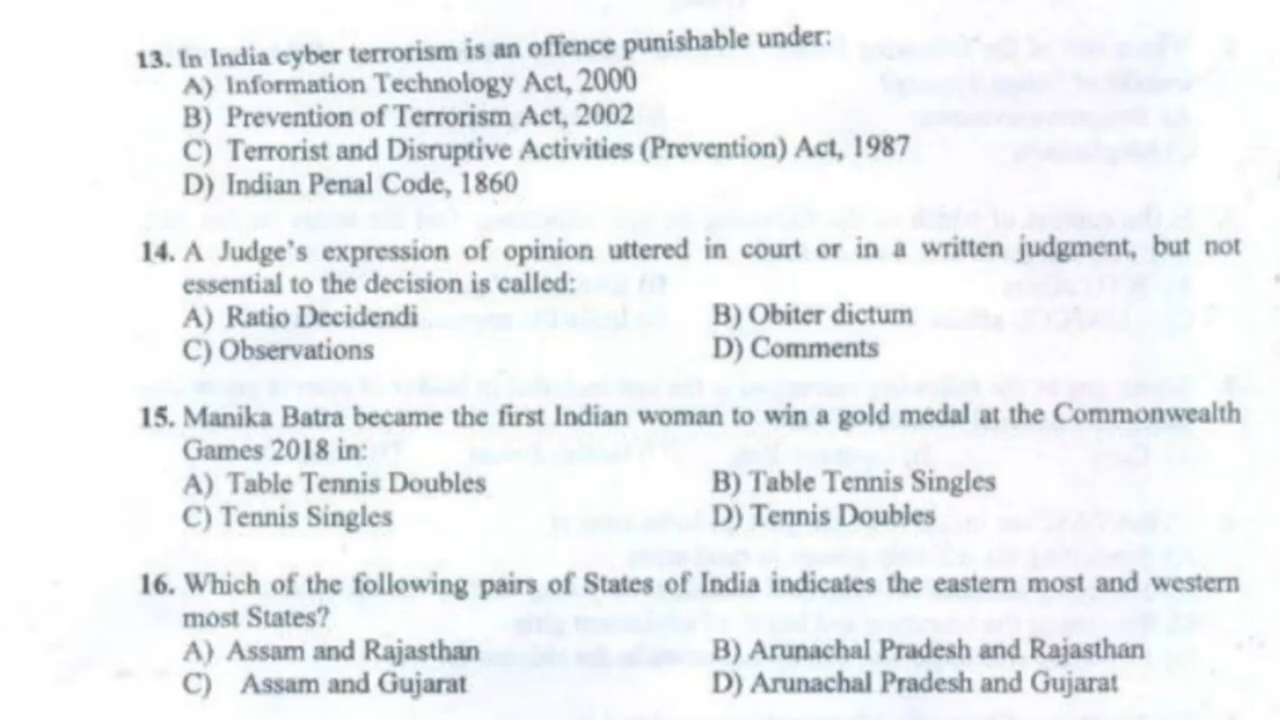 13. In India cyber terrorism is an offence punishable under:
A) Information Technology Act, 2000
B) Prevention of Terrorism Act, 2002
C) Terrorist and Disruptive Activities (Prevention) Act, 1987
D) Indian Penal Code, 1860
14. A Judge's expression of opinion uttered in court or in a written judgment, but not
essential to the decision is called:
A) Ratio Decidendi B) Obiter dictum
C) Observations D) Comments
15. Manika Batra became the first Indian woman to win a gold medal at the Commonwealth
Games 2018 in:
A) Table Tennis Doubles B) Table Tennis Singles
C) Tennis Singles D) Tennis Doubles
16. Which of the following pairs of States of India indicates the eastern most and western
most States?
A) Assam and Rajasthan B) Arunachal Pradesh and Rajasthan
C) Assam and Gujarat D) Arunachal Pradesh and Gujarat